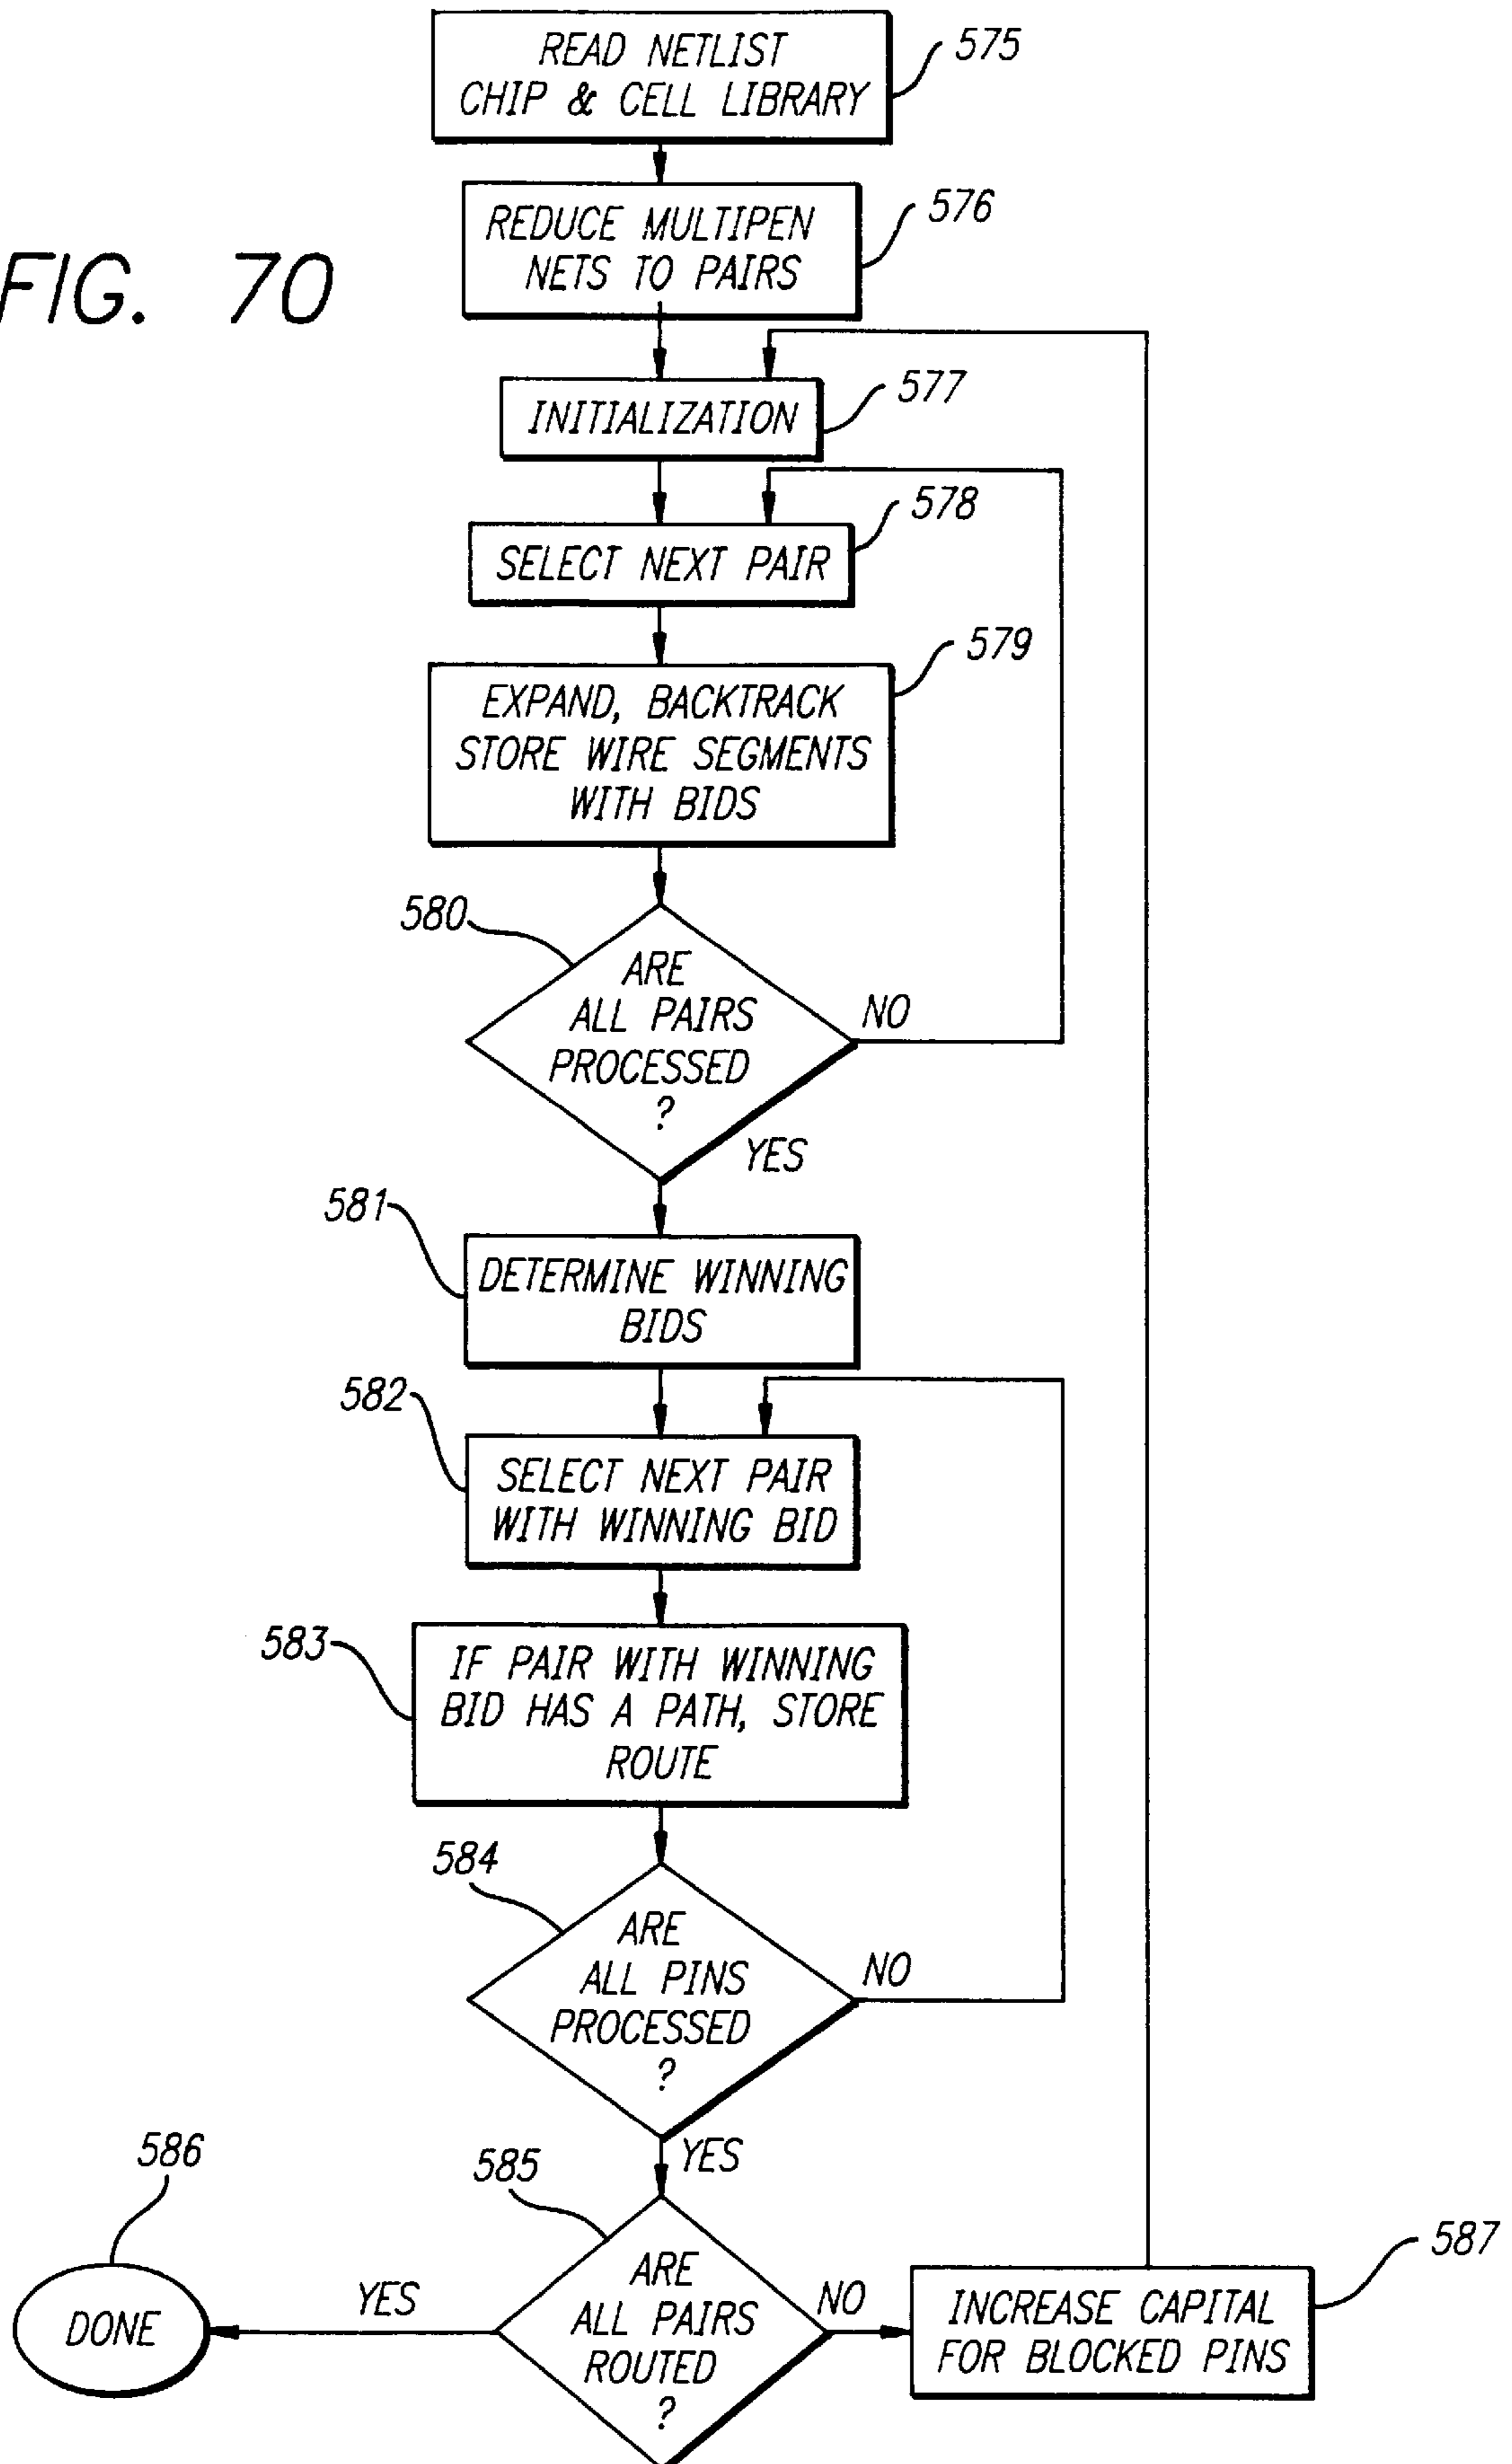 FIG. 70
READ NETLIST
CHIP & CELL LIBRARY
575
REDUCE MULTIPEN
NETS TO PAIRS
576
INITIALIZATION
577
SELECT NEXT PAIR
578
EXPAND, BACKTRACK
STORE WIRE SEGMENTS
WITH BIDS
579
580
ARE
ALL PAIRS
PROCESSED
?
NO
YES
581
DETERMINE WINNING
BIDS
582
SELECT NEXT PAIR
WITH WINNING BID
583
IF PAIR WITH WINNING
BID HAS A PATH, STORE
ROUTE
584
ARE
ALL PINS
PROCESSED
?
NO
YES
585
ARE
ALL PAIRS
ROUTED
?
YES
NO
586
DONE
587
INCREASE CAPITAL
FOR BLOCKED PINS